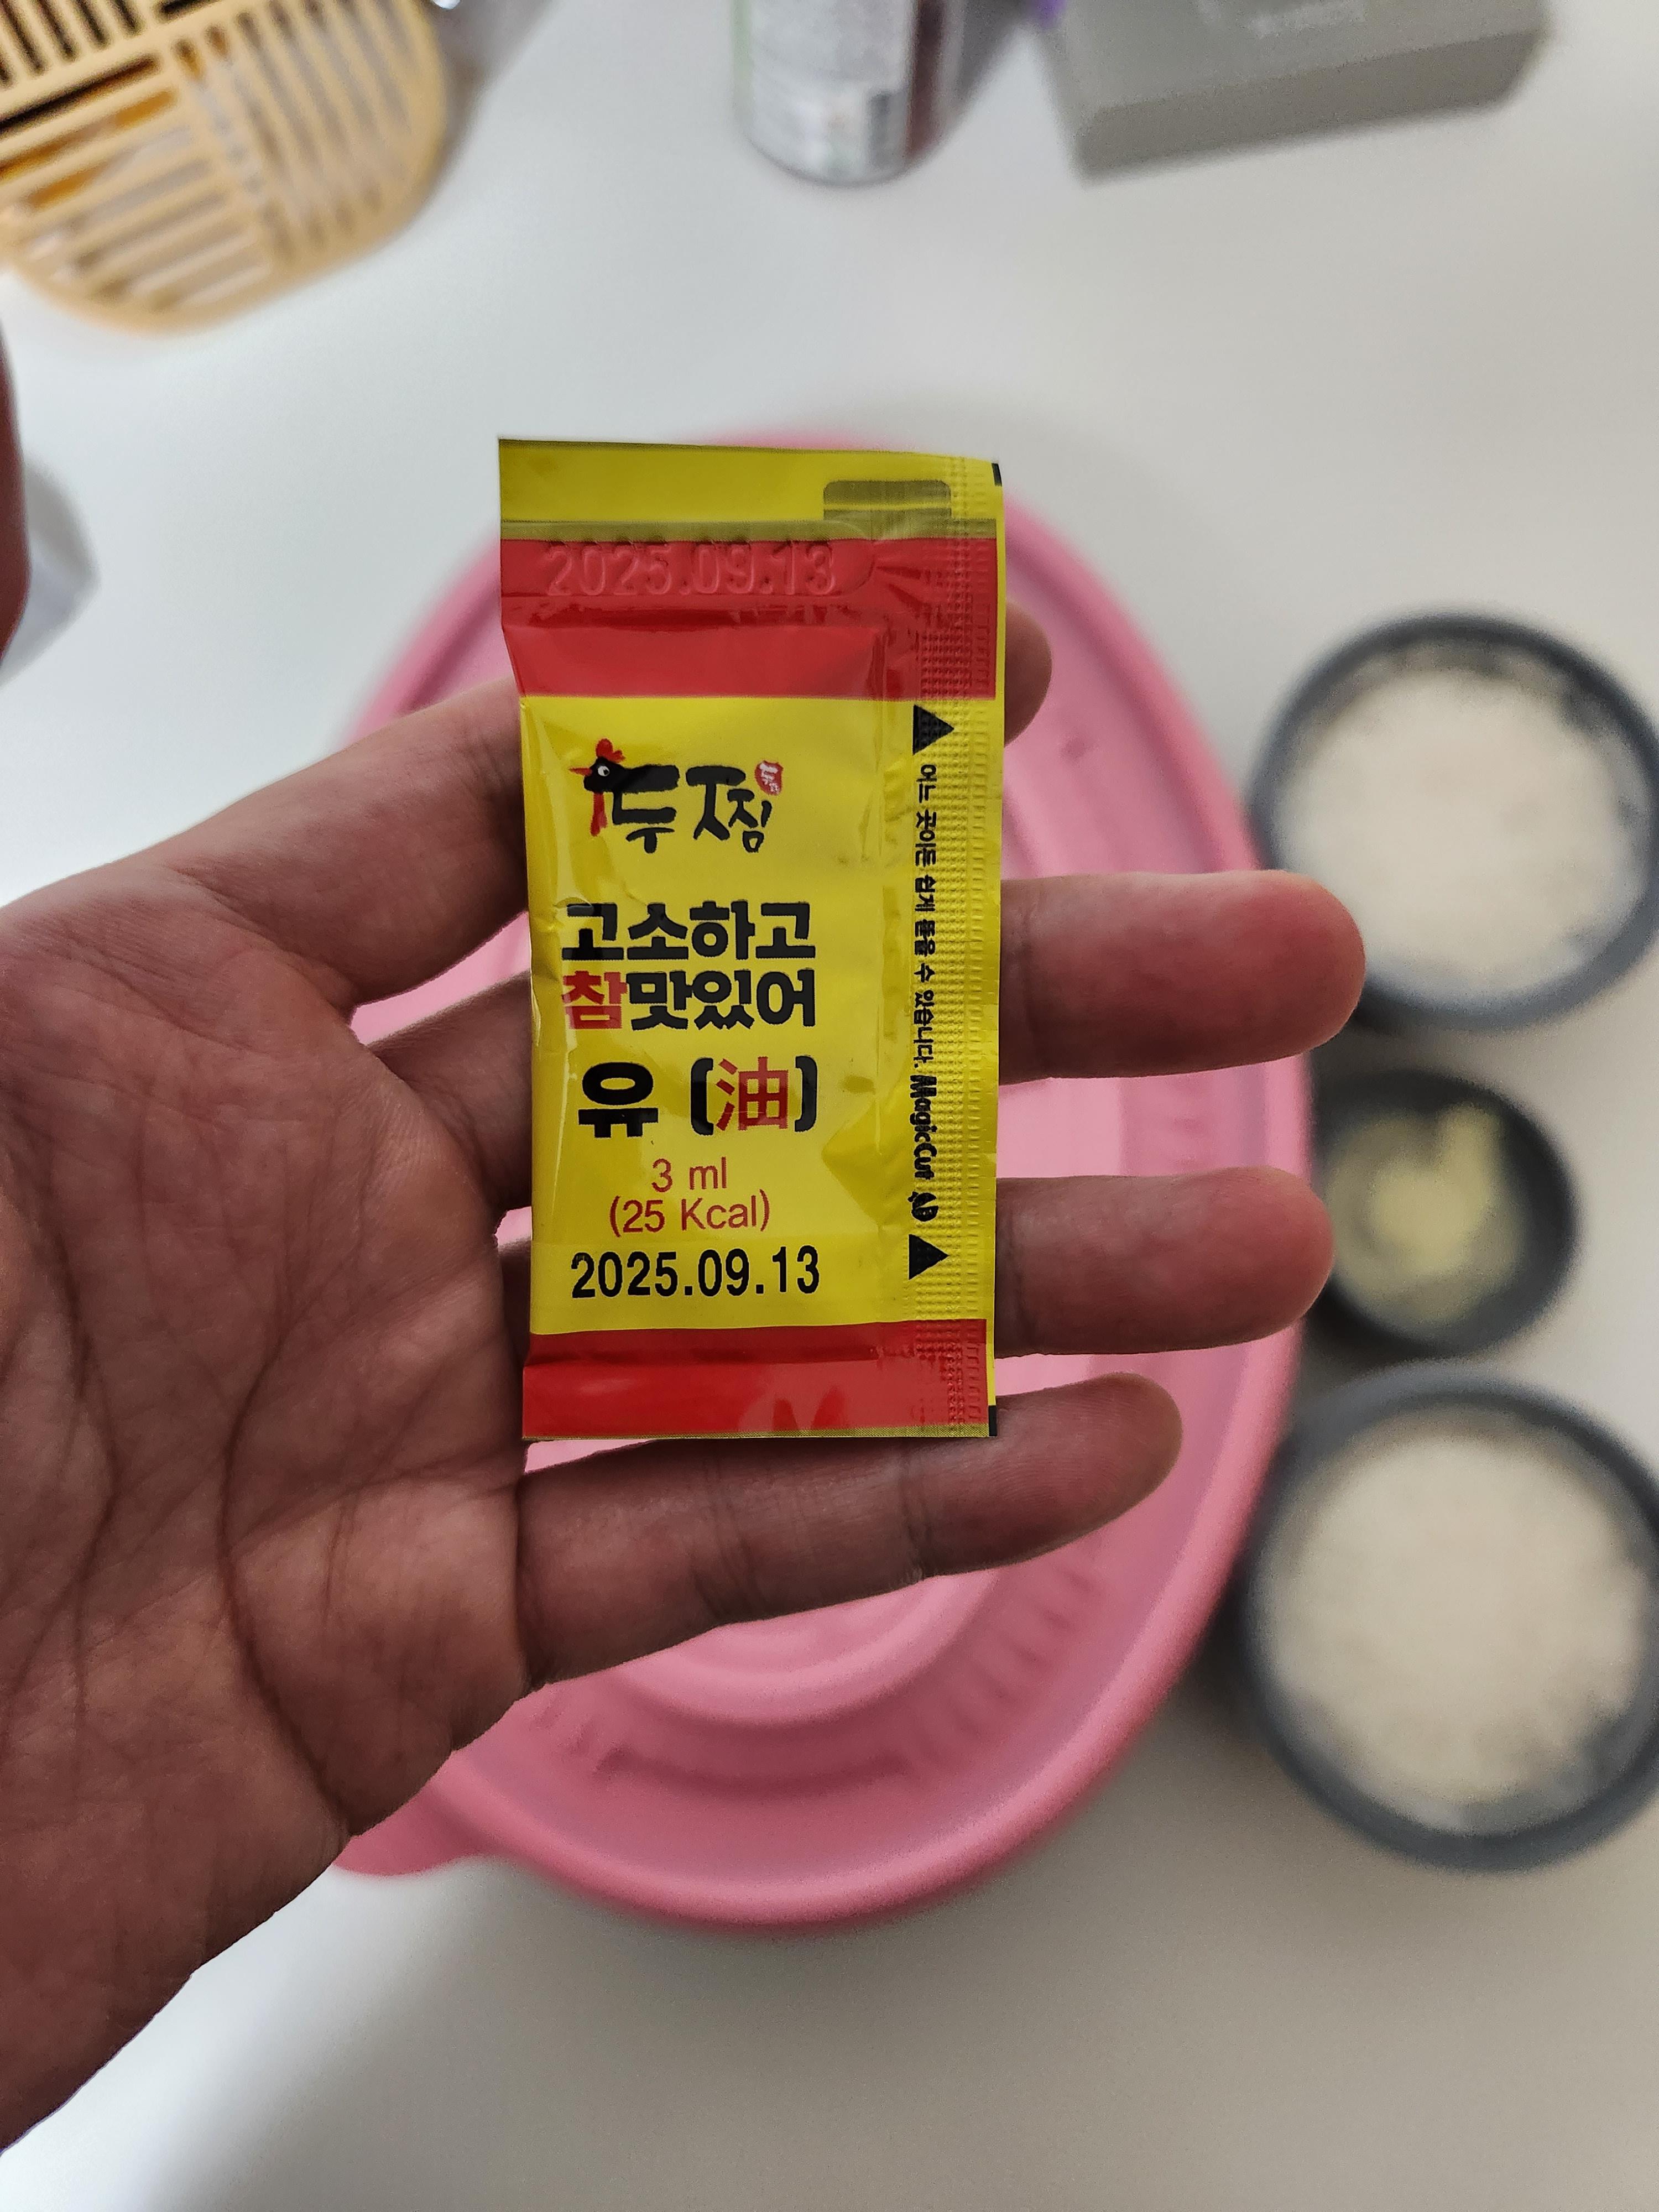 2025.09.13
두찜
고소하고
참맛있어
유 (油)
3 ml
(25 Kcal)
2025.09.13
어느 곳이든 쉽게 뜯을 수 있습니다. MagicCut